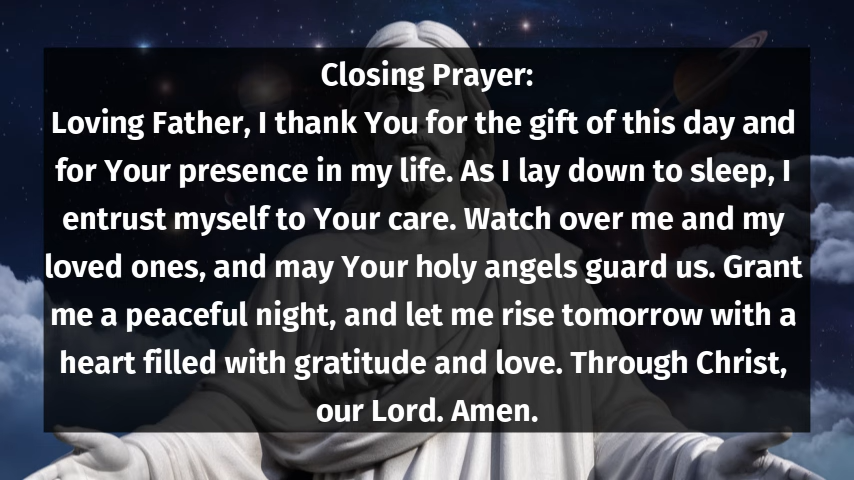 Closing Prayer:
Loving Father, I thank You for the gift of this day and
for Your presence in my life. As I lay down to sleep, I
entrust myself to Your care. Watch over me and my
loved ones, and may Your holy angels guard us. Grant
me a peaceful night, and let me rise tomorrow with a
heart filled with gratitude and love. Through Christ,
our Lord. Amen.